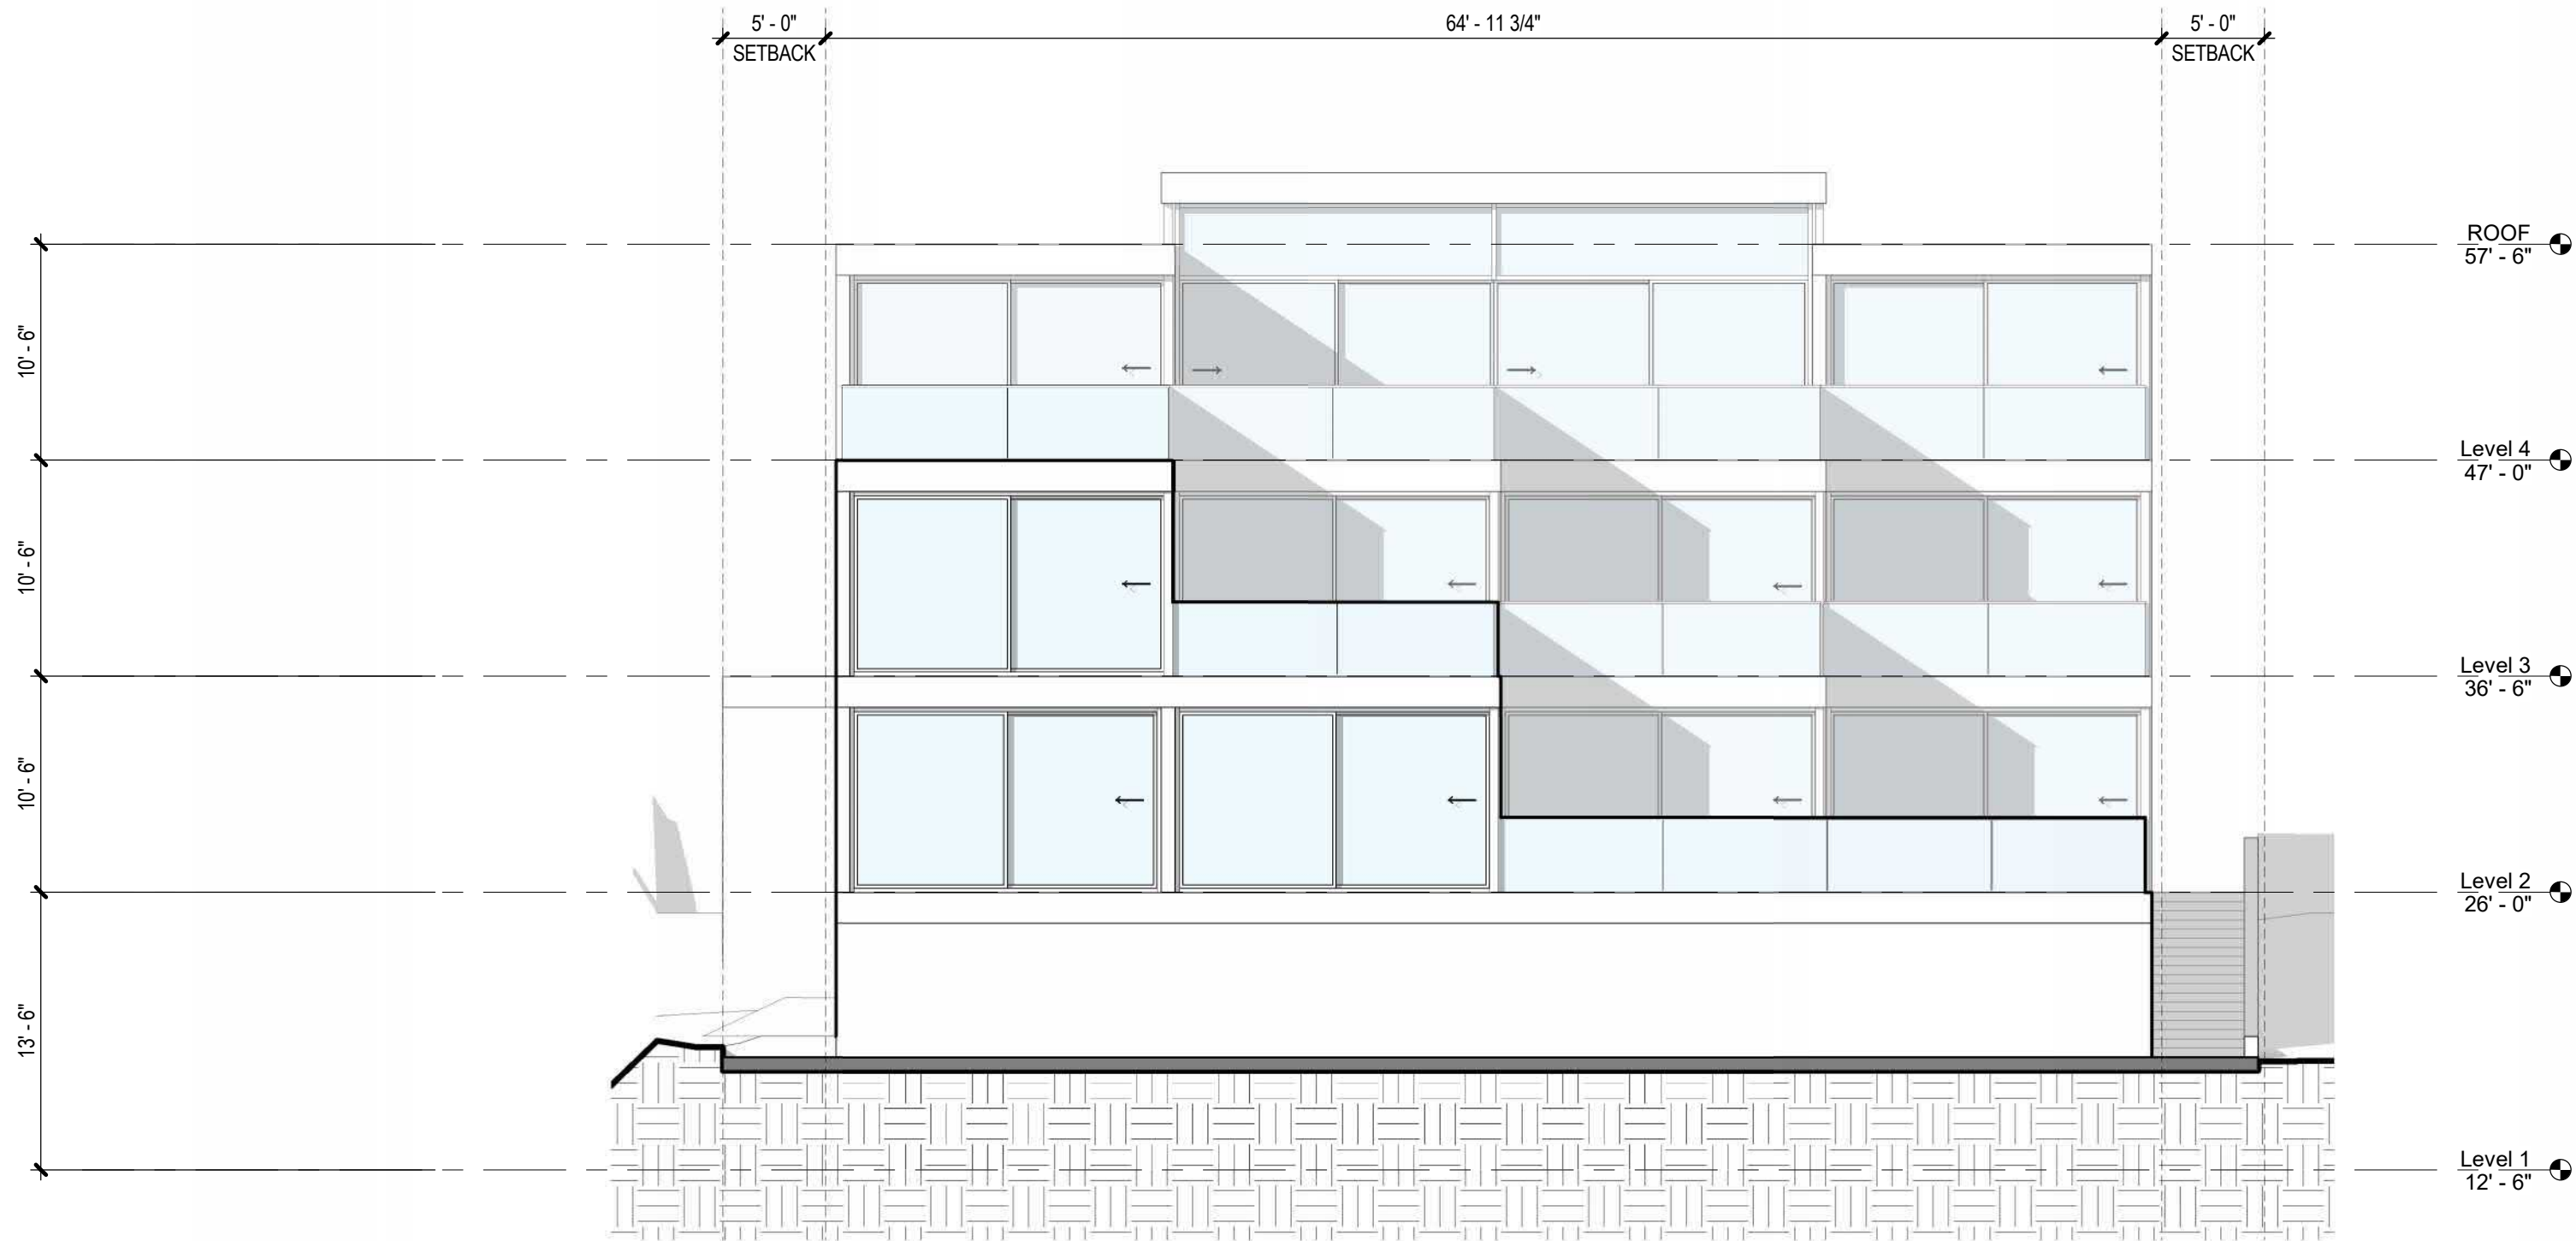 5' - 0"
64' - 11 3/4"
5' - 0"
SETBACK
SETBACK
ROOF
57' - 6"
10' - 6"
Level 4
47' - 0"
10' - 6"
Level 3
36' - 6"
10' - 6"
Level 2
26' - 0"
13' - 6"
Level 1
12' - 6"